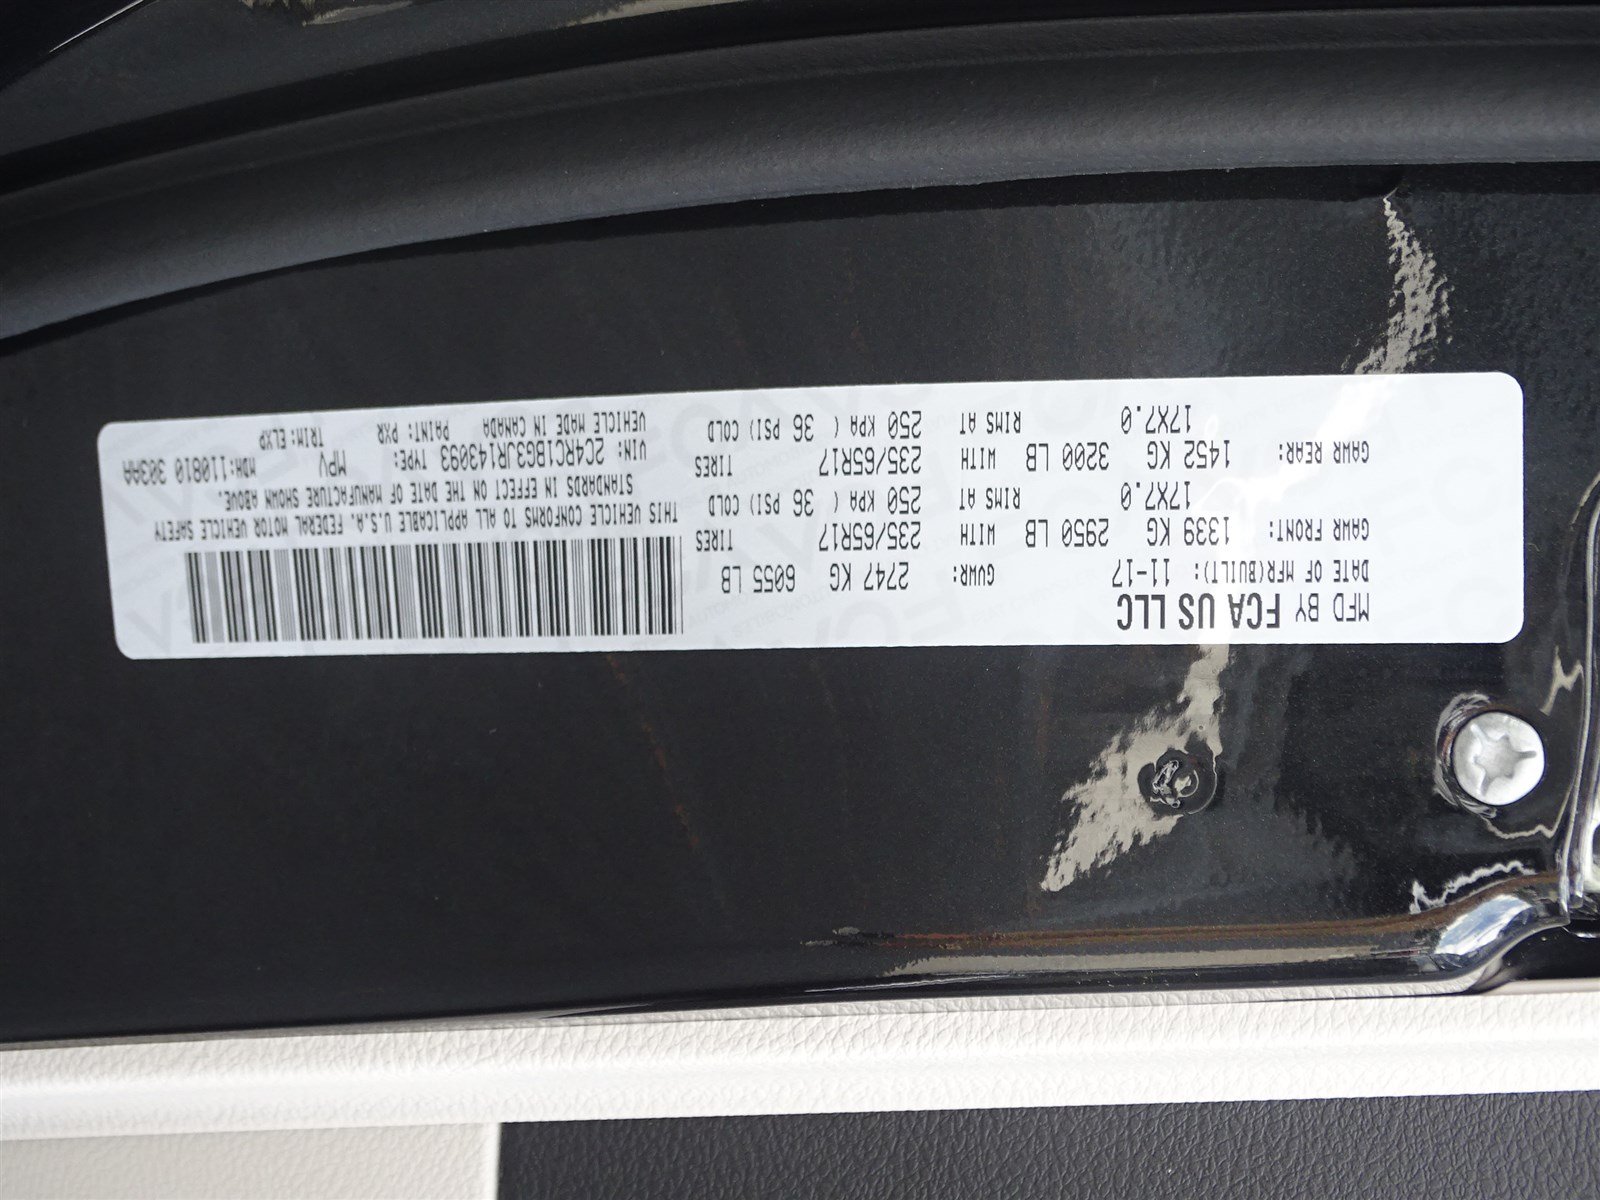 MFD BY FCA US LLC
DATE OF MFR(BUILT): 11-17 GVWR: 2747 KG 6055 LB
GAWR FRONT: 1339 KG 2950 LB WITH 235/65R17 TIRES
17X7.0 RIMS AT 250 KPA ( 36 PSI) COLD
GAWR REAR: 1452 KG 3200 LB WITH 235/65R17 TIRES
17X7.0 RIMS AT 250 KPA ( 36 PSI) COLD
THIS VEHICLE CONFORMS TO ALL APPLICABLE U.S.A. FEDERAL MOTOR VEHICLE SAFETY
STANDARDS IN EFFECT ON THE DATE OF MANUFACTURE SHOWN ABOVE.
VIN: 2C4RC1BG3JR143093 TYPE: MPV MDH:110810 303AA
VEHICLE MADE IN CANADA PAINT: PXR TRIM: ELXP